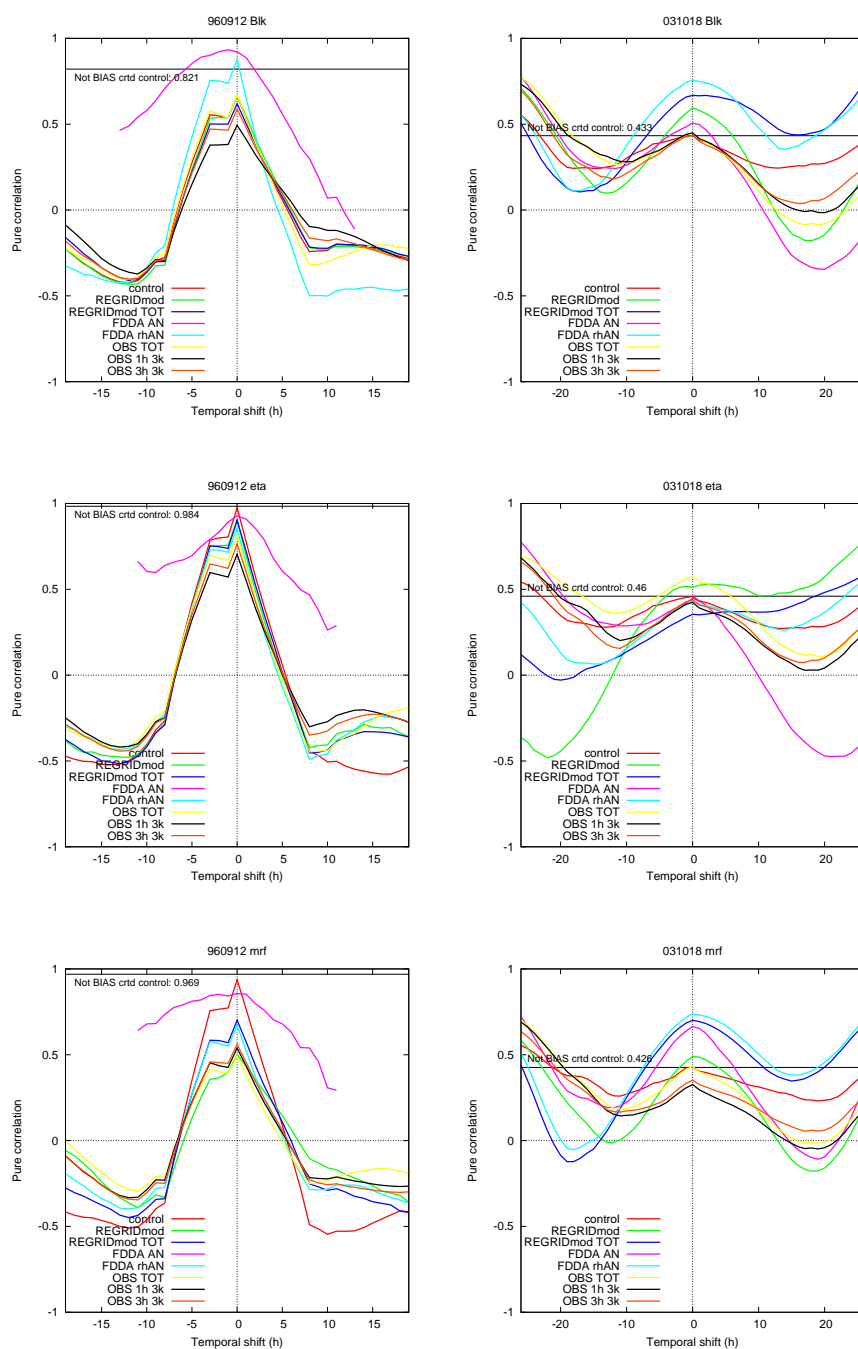 960912 Blk
Pure correlation
1
0.5
0
-0.5
-1
Not BIAS crtd control: 0.821
control
REGRIDmod
REGRIDmod TOT
FDDA AN
FDDA rhAN
OBS TOT
OBS 1h 3k
OBS 3h 3k
-15 -10 -5 0 5 10 15
Temporal shift (h)
031018 Blk
Pure correlation
1
0.5
0
-0.5
-1
Not BIAS crtd control: 0.433
control
REGRIDmod
REGRIDmod TOT
FDDA AN
FDDA rhAN
OBS TOT
OBS 1h 3k
OBS 3h 3k
-20 -10 0 10 20
Temporal shift (h)
960912 eta
Pure correlation
1
0.5
0
-0.5
-1
Not BIAS crtd control: 0.984
control
REGRIDmod
REGRIDmod TOT
FDDA AN
FDDA rhAN
OBS TOT
OBS 1h 3k
OBS 3h 3k
-15 -10 -5 0 5 10 15
Temporal shift (h)
031018 eta
Pure correlation
1
0.5
0
-0.5
-1
Not BIAS crtd control: 0.46
control
REGRIDmod
REGRIDmod TOT
FDDA AN
FDDA rhAN
OBS TOT
OBS 1h 3k
OBS 3h 3k
-20 -10 0 10 20
Temporal shift (h)
960912 mrf
Pure correlation
1
0.5
0
-0.5
-1
Not BIAS crtd control: 0.969
control
REGRIDmod
REGRIDmod TOT
FDDA AN
FDDA rhAN
OBS TOT
OBS 1h 3k
OBS 3h 3k
-15 -10 -5 0 5 10 15
Temporal shift (h)
031018 mrf
Pure correlation
1
0.5
0
-0.5
-1
Not BIAS crtd control: 0.426
control
REGRIDmod
REGRIDmod TOT
FDDA AN
FDDA rhAN
OBS TOT
OBS 1h 3k
OBS 3h 3k
-20 -10 0 10 20
Temporal shift (h)